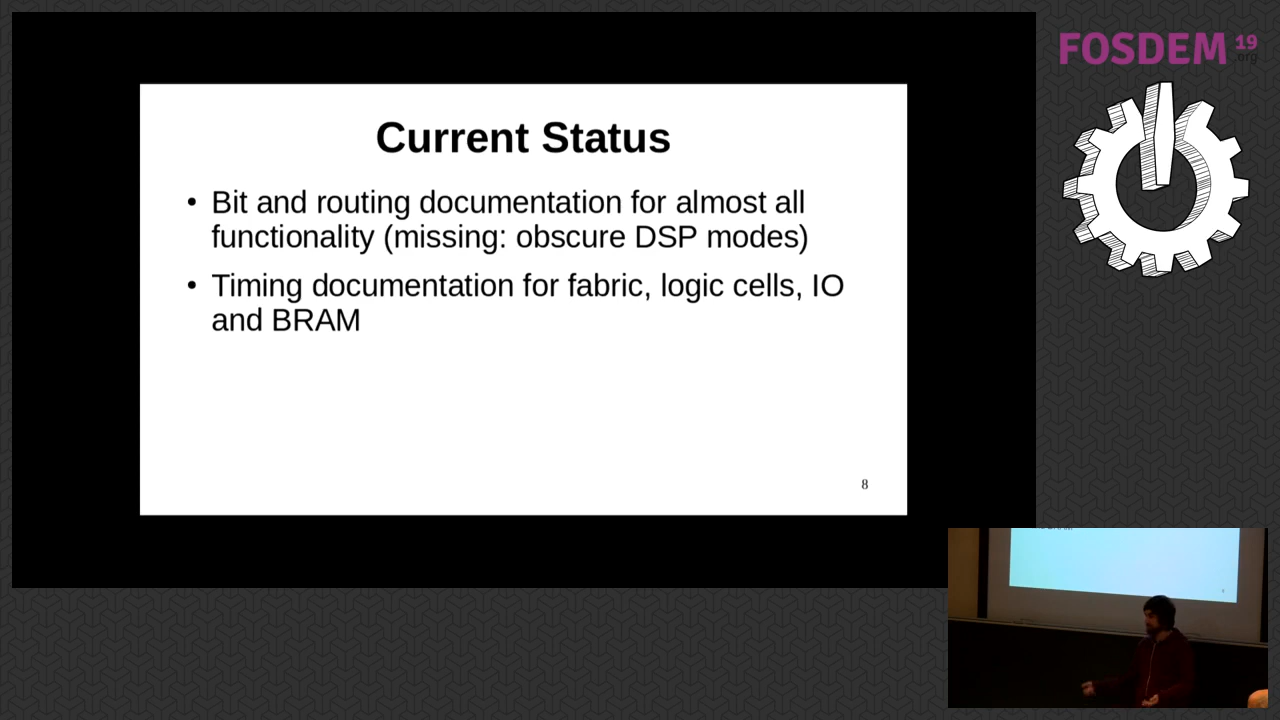 FOSDEM 19
.org
Current Status
• Bit and routing documentation for almost all
functionality (missing: obscure DSP modes)
• Timing documentation for fabric, logic cells, IO
and BRAM
8